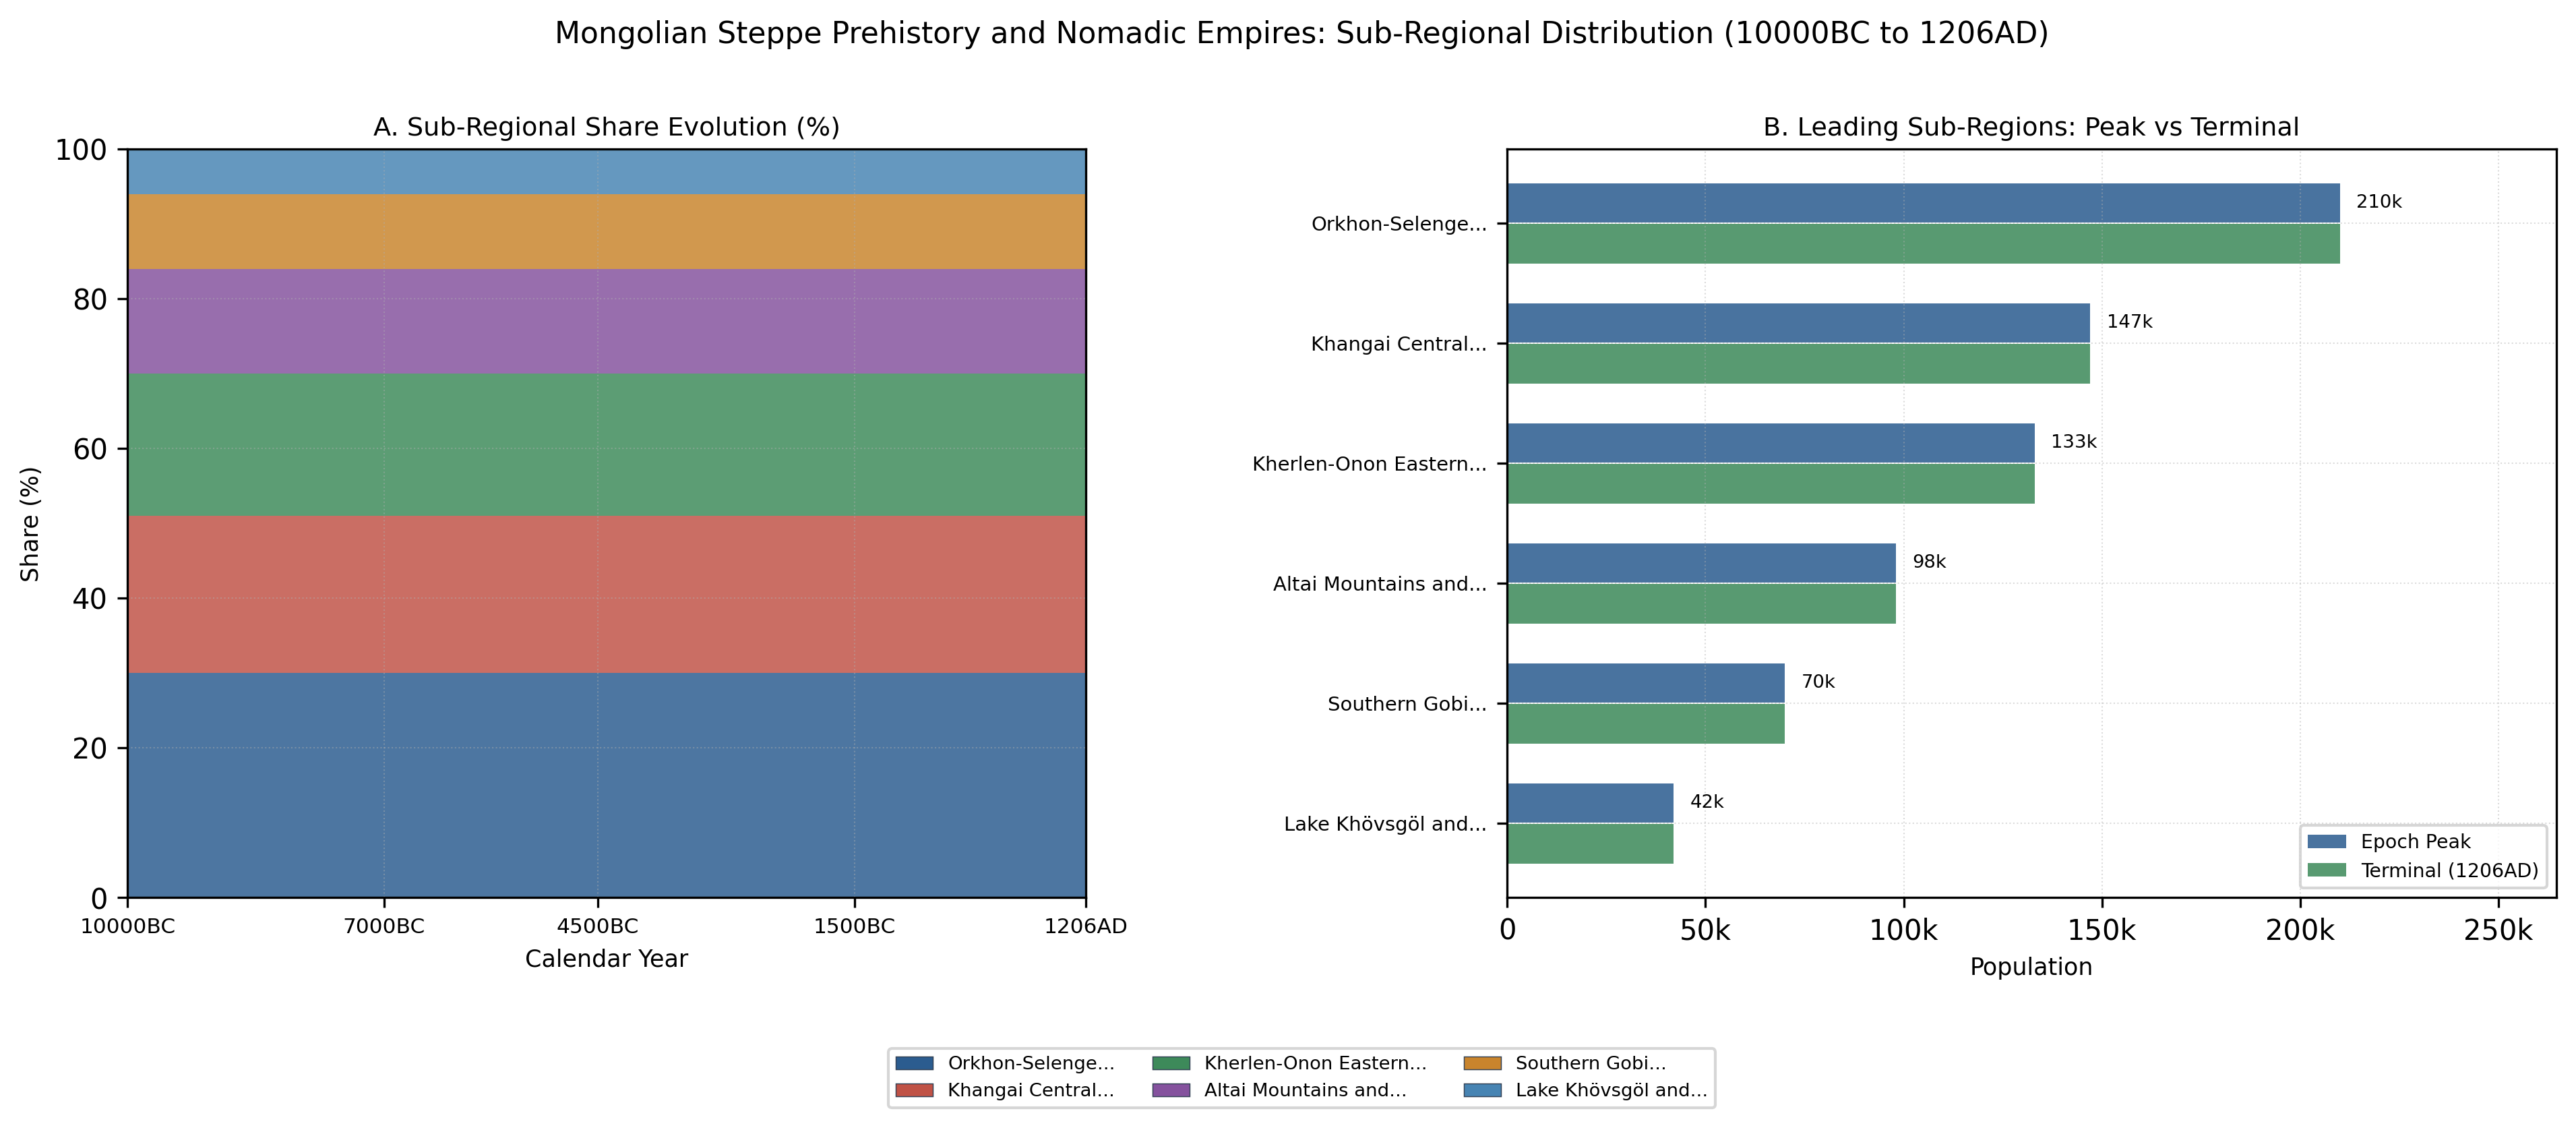 Mongolian Steppe Prehistory and Nomadic Empires: Sub-Regional Distribution (10000BC to 1206AD)
A. Sub-Regional Share Evolution (%)
100
80
60
40
20
0
Share (%)
10000BC
7000BC
4500BC
1500BC
1206AD
Calendar Year
B. Leading Sub-Regions: Peak vs Terminal
Orkhon-Selenge...
210k
Khangai Central...
147k
Kherlen-Onon Eastern...
133k
Altai Mountains and...
98k
Southern Gobi...
70k
Lake Khövsgöl and...
42k
Epoch Peak
Terminal (1206AD)
0
50k
100k
150k
200k
250k
Population
Orkhon-Selenge...
Khangai Central...
Kherlen-Onon Eastern...
Altai Mountains and...
Southern Gobi...
Lake Khövsgöl and...